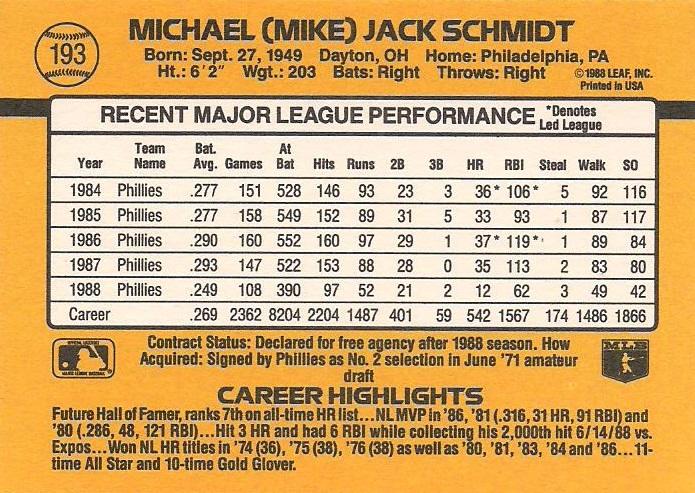 193
MICHAEL (MIKE) JACK SCHMIDT
Born: Sept. 27, 1949 Dayton, OH Home: Philadelphia, PA
Ht.: 6'2" Wgt.: 203 Bats: Right Throws: Right
©1988 LEAF, INC.
Printed in USA
RECENT MAJOR LEAGUE PERFORMANCE *Denotes Led League
Year Team Name Bat. Avg. Games At Bat Hits Runs 2B 3B HR RBI Steal Walk SO
1984 Phillies .277 151 528 146 93 23 3 36* 106* 5 92 116
1985 Phillies .277 158 549 152 89 31 5 33 93 1 87 117
1986 Phillies .290 160 552 160 97 29 1 37* 119* 1 89 84
1987 Phillies .293 147 522 153 88 28 0 35 113 2 83 80
1988 Phillies .249 108 390 97 52 21 2 12 62 3 49 42
Career .269 2362 8204 2204 1487 401 59 542 1567 174 1486 1866
Contract Status: Declared for free agency after 1988 season. How
Acquired: Signed by Phillies as No. 2 selection in June '71 amateur
draft
MAJOR LEAGUE BASEBALL
MLB
CAREER HIGHLIGHTS
Future Hall of Famer, ranks 7th on all-time HR list...NL MVP in '86, '81 (.316, 31 HR, 91 RBI) and
'80 (.286, 48, 121 RBI)...Hit 3 HR and had 6 RBI while collecting his 2,000th hit 6/14/88 vs.
Expos...Won NL HR titles in '74 (36), '75 (38), '76 (38) as well as '80, '81, '83, '84 and '86...11-
time All Star and 10-time Gold Glover.